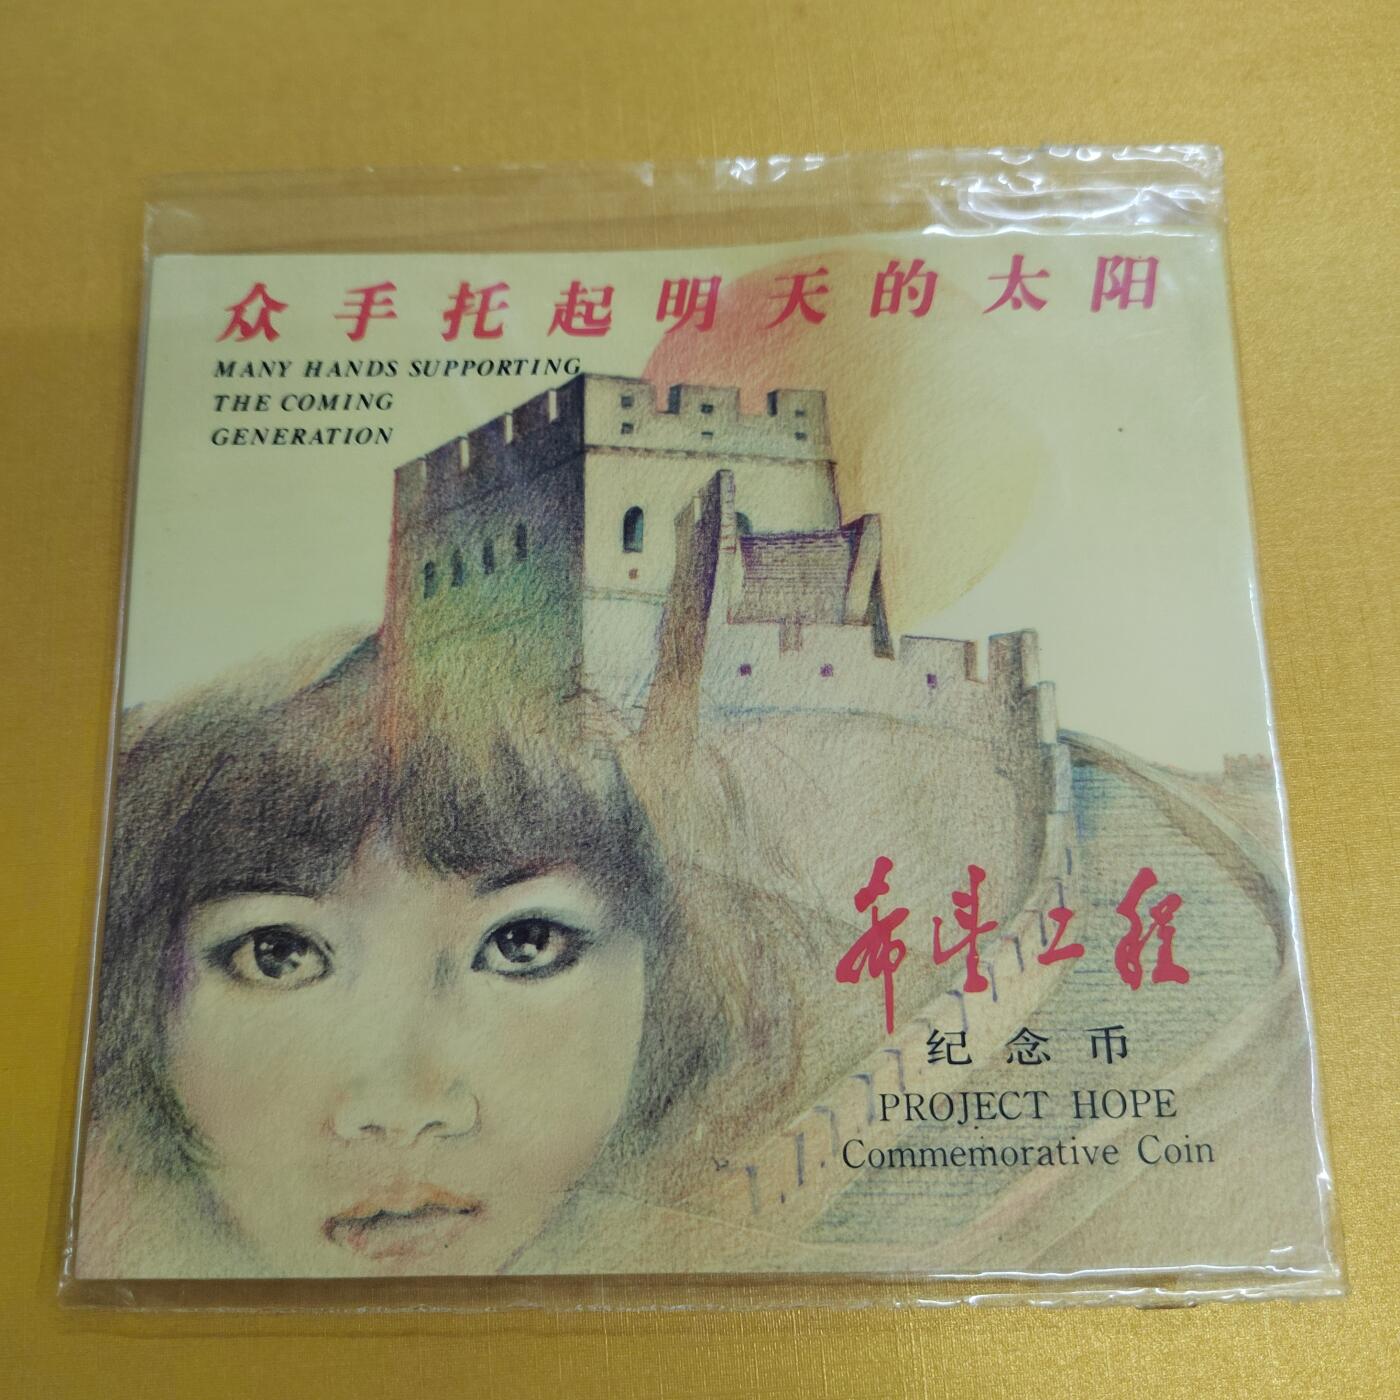 众手托起明天的太阳
MANY HANDS SUPPORTING
THE COMING
GENERATION
希望工程
纪念币
PROJECT HOPE
Commemorative Coin